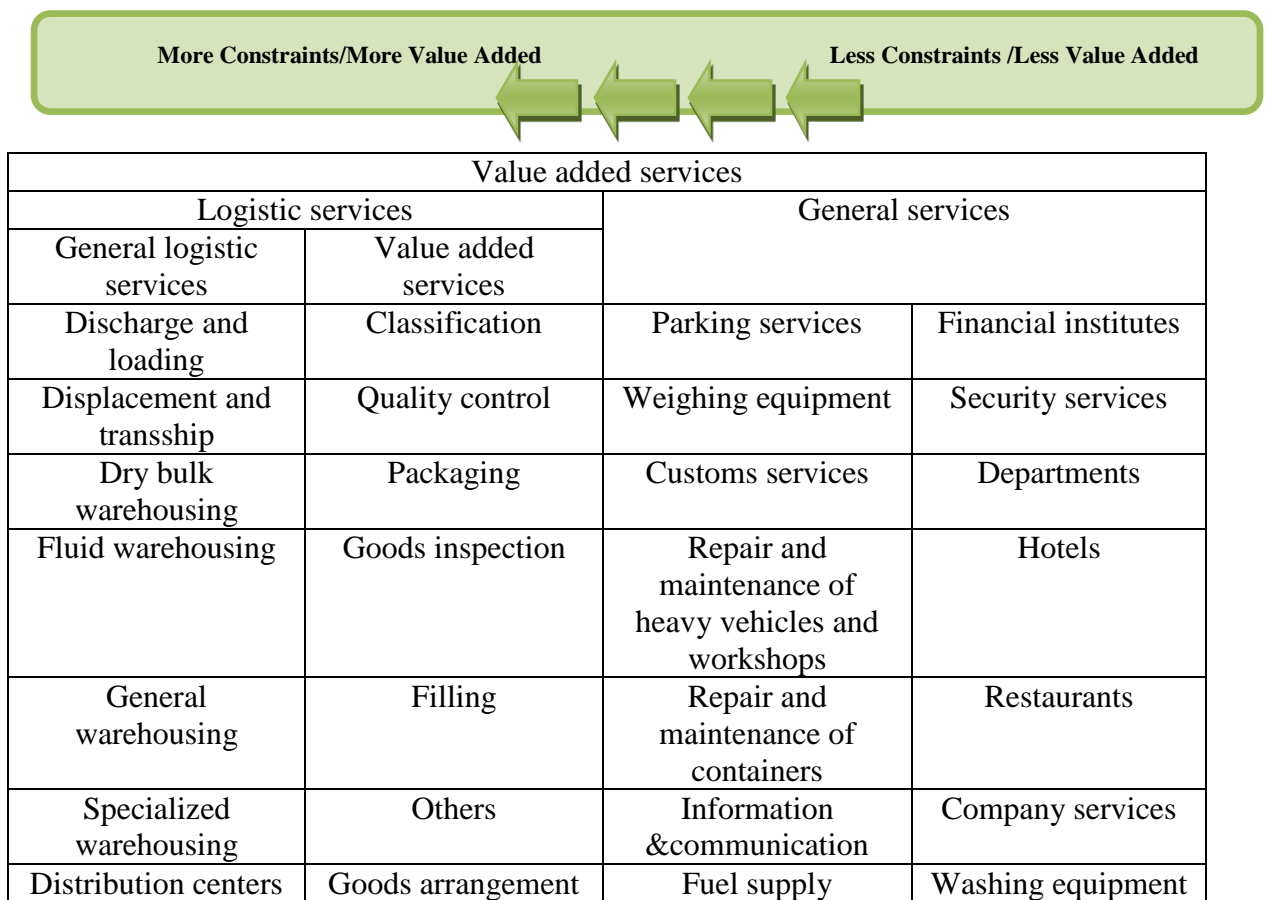 More Constraints/More Value Added
Less Constraints /Less Value Added
Value added services
Logistic services
General services
General logistic
services
Value added
services
Discharge and
loading
Classification
Parking services
Financial institutes
Displacement and
transship
Quality control
Weighing equipment
Security services
Dry bulk
warehousing
Packaging
Customs services
Departments
Fluid warehousing
Goods inspection
Repair and
maintenance of
heavy vehicles and
workshops
Hotels
General
warehousing
Filling
Repair and
maintenance of
containers
Restaurants
Specialized
warehousing
Others
Information
&communication
Company services
Distribution centers
Goods arrangement
Fuel supply
Washing equipment